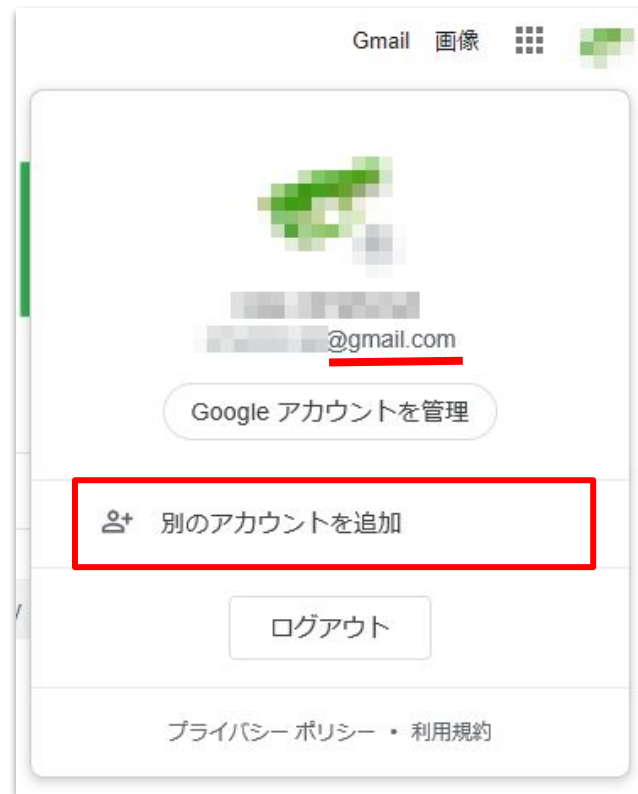 Gmail 画像
@gmail.com
Google アカウントを管理
別のアカウントを追加
ログアウト
プライバシー ポリシー • 利用規約